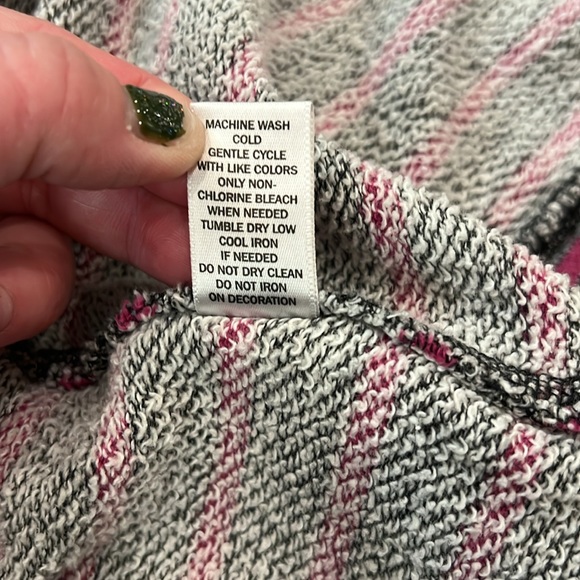 MACHINE WASH
COLD
GENTLE CYCLE
WITH LIKE COLORS
ONLY NON-
CHLORINE BLEACH
WHEN NEEDED
TUMBLE DRY LOW
COOL IRON
IF NEEDED
DO NOT DRY CLEAN
DO NOT IRON
ON DECORATION